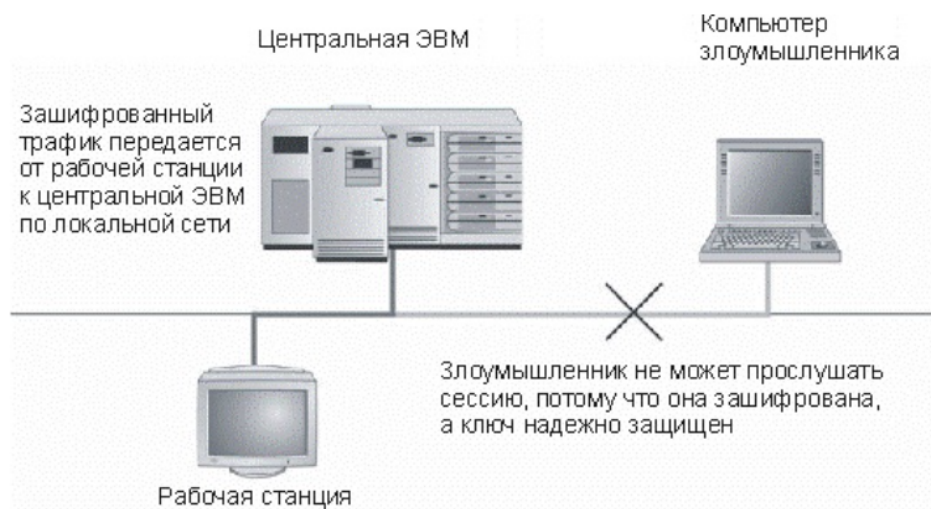 Центральная ЭВМ
Компьютер
злоумышленника
Зашифрованный
трафик передается
от рабочей станции
к центральной ЭВМ
по локальной сети
Злоумышленник не может прослушать
сессию, потому что она зашифрована,
а ключ надежно защищен
Рабочая станция